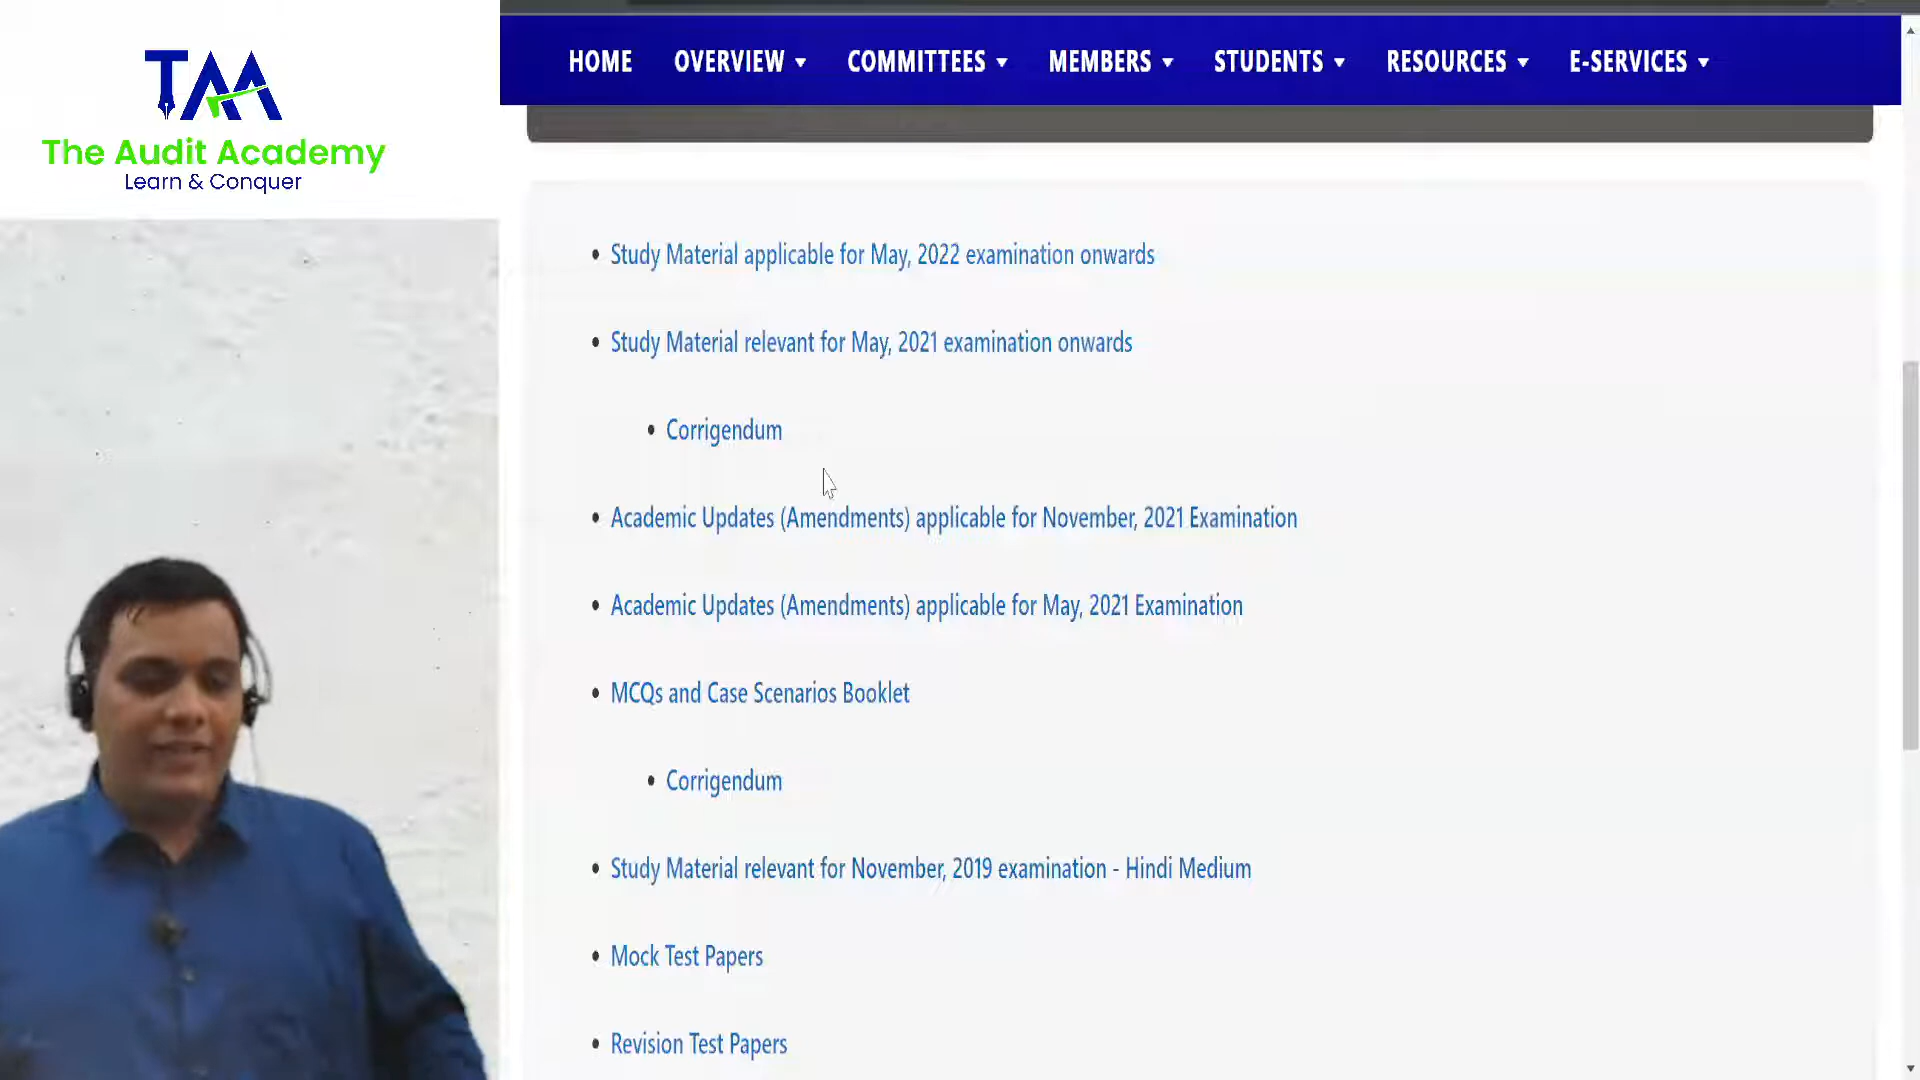 TAA
The Audit Academy
Learn & Conquer
HOME OVERVIEW COMMITTEES MEMBERS STUDENTS RESOURCES E-SERVICES
Study Material applicable for May, 2022 examination onwards
Study Material relevant for May, 2021 examination onwards
Corrigendum
Academic Updates (Amendments) applicable for November, 2021 Examination
Academic Updates (Amendments) applicable for May, 2021 Examination
MCQs and Case Scenarios Booklet
Corrigendum
Study Material relevant for November, 2019 examination - Hindi Medium
Mock Test Papers
Revision Test Papers